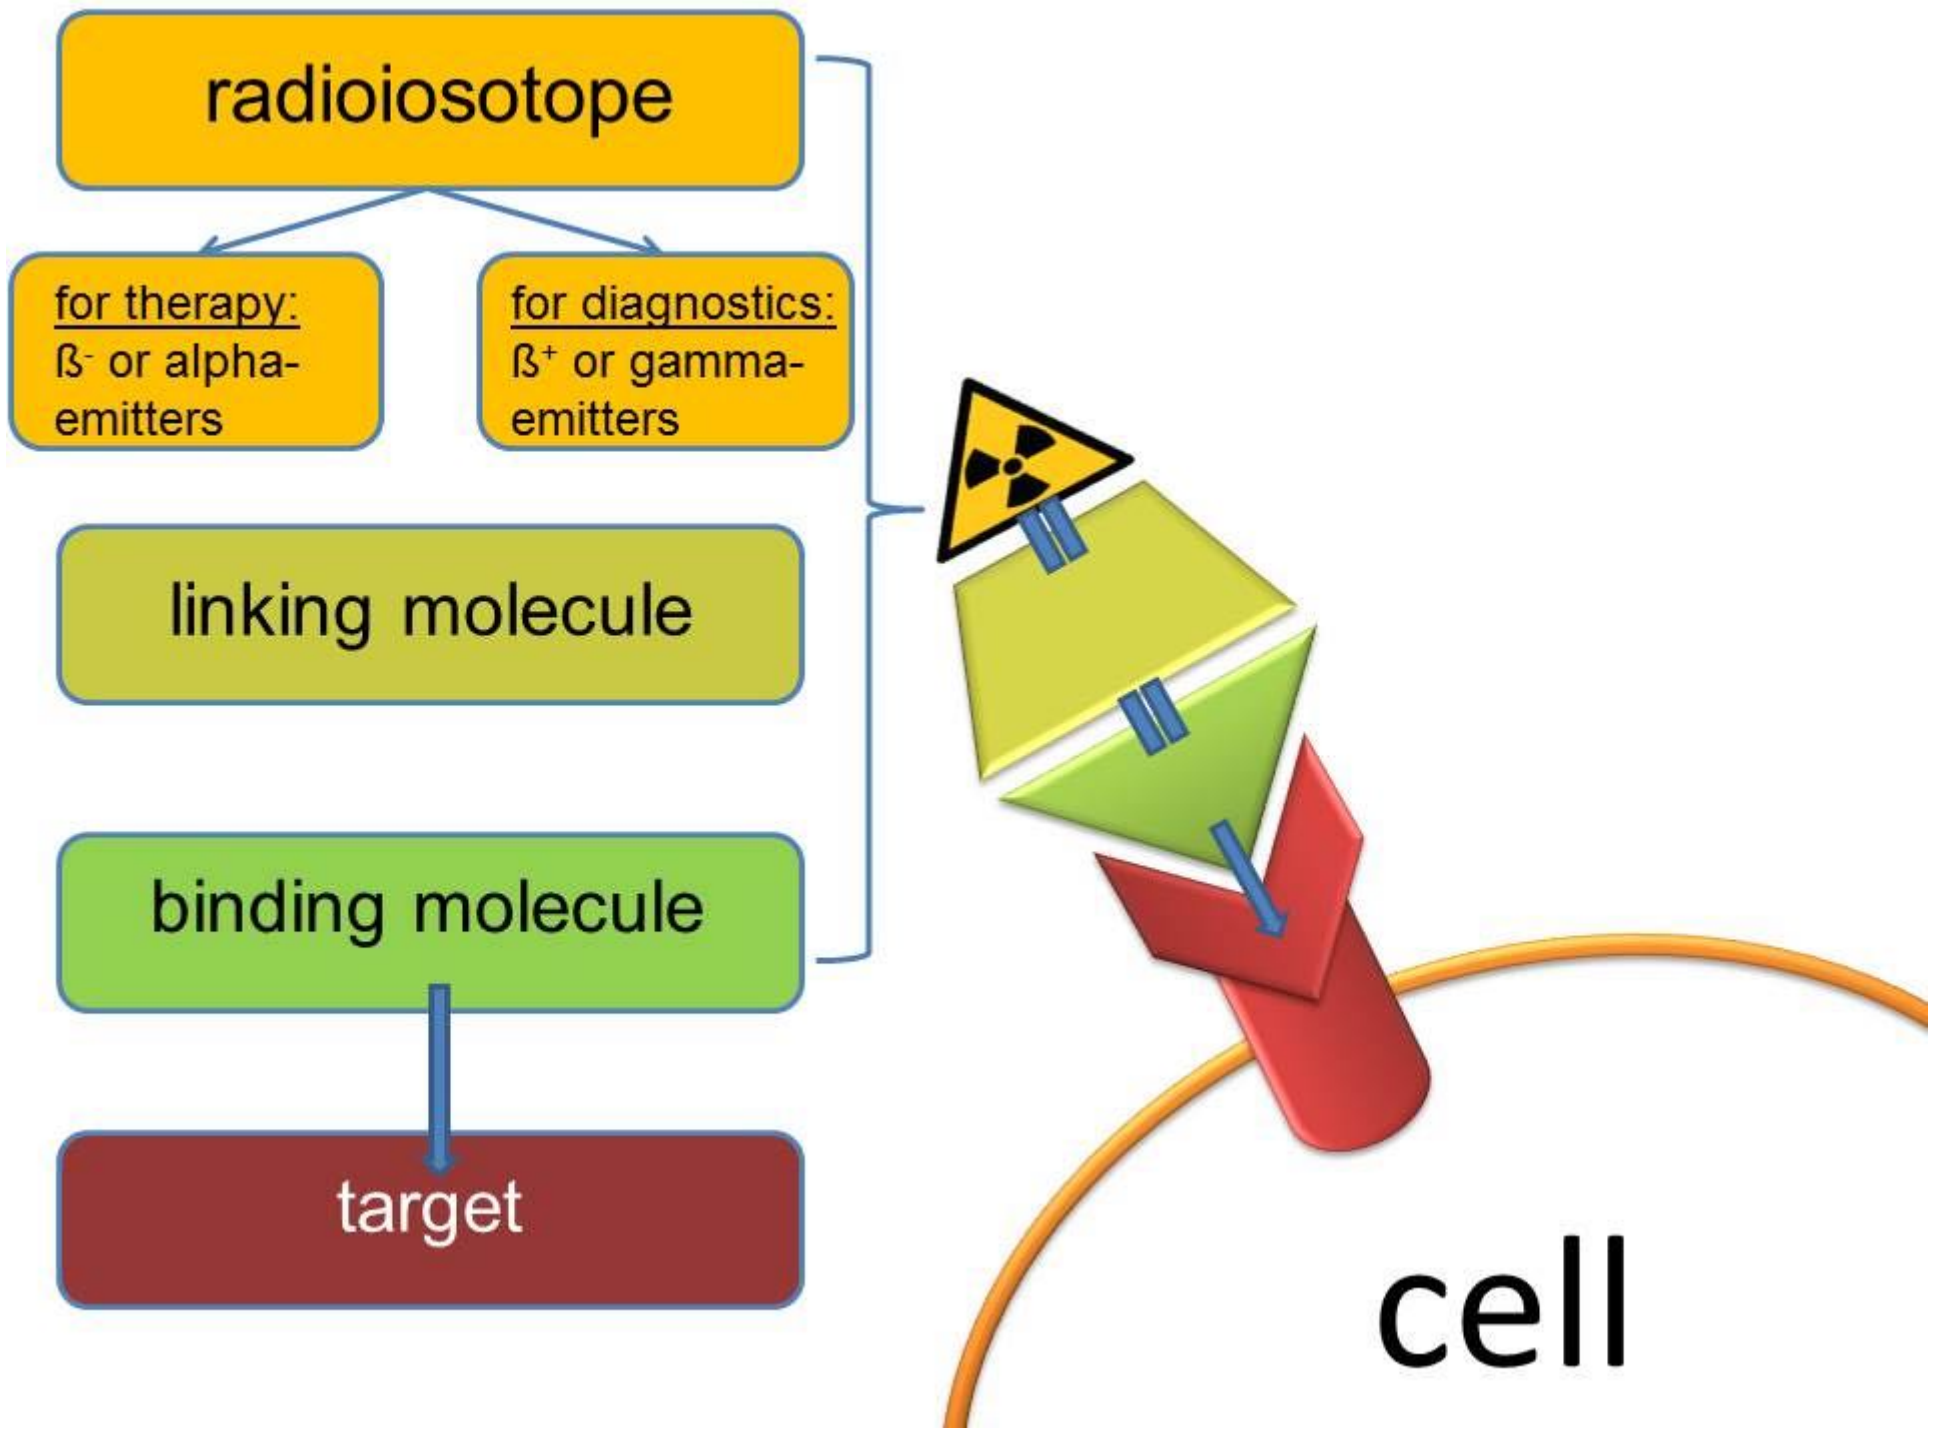 radioiosotope
for therapy:
ß- or alpha-
emitters
for diagnostics:
ß+ or gamma-
emitters
linking molecule
binding molecule
target
cell